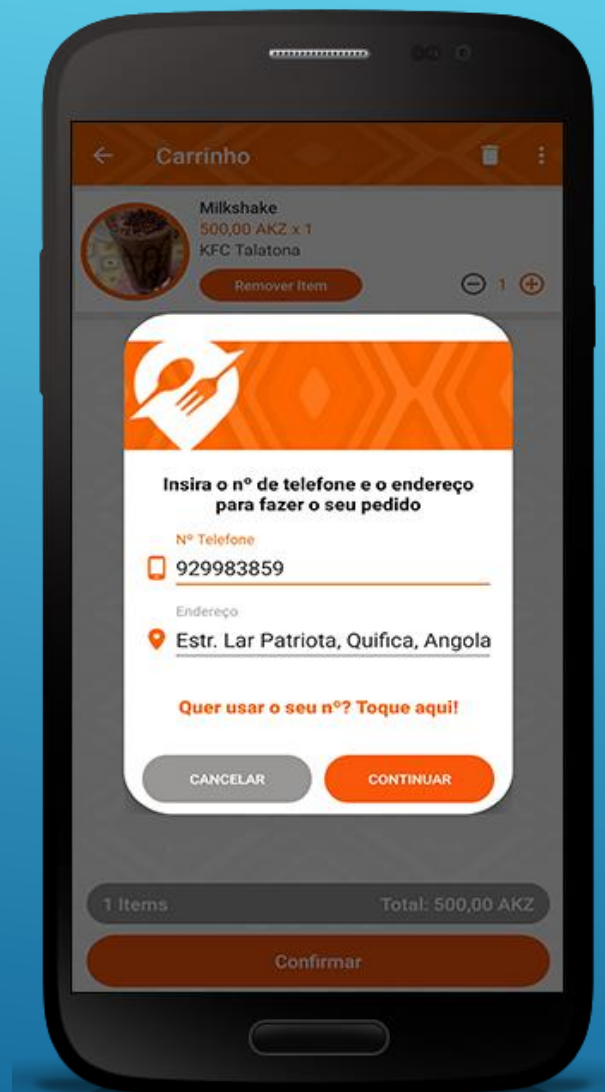 Carrinho
Milkshake
500,00 AKZ x 1
KFC Talatona
Remover Item
1
Insira o nº de telefone e o endereço
para fazer o seu pedido
Nº Telefone
929983859
Endereço
Estr. Lar Patriota, Quifica, Angola
Quer usar o seu nº? Toque aqui!
CANCELAR CONTINUAR
1 Items Total: 500,00 AKZ
Confirmar